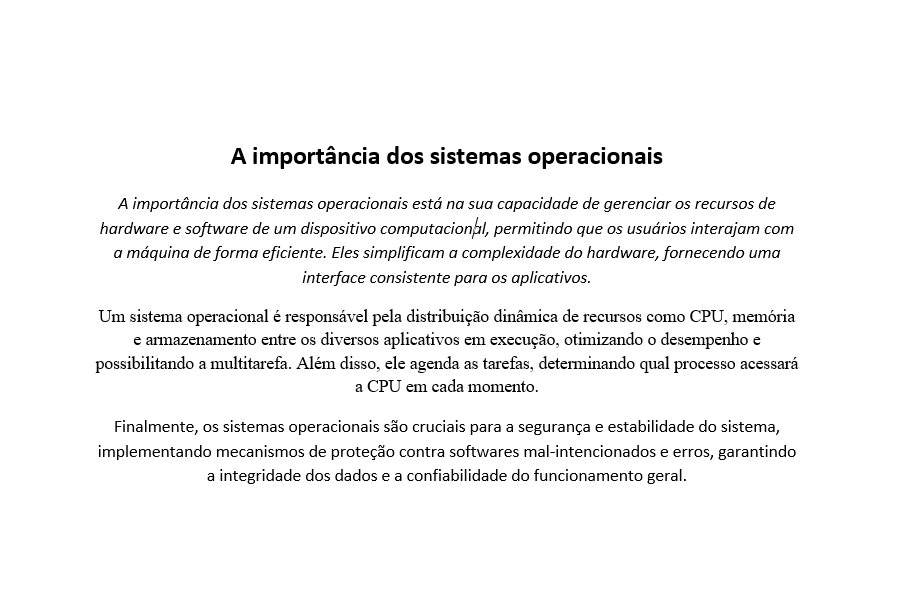 A importância dos sistemas operacionais
A importância dos sistemas operacionais está na sua capacidade de gerenciar os recursos de
hardware e software de um dispositivo computacional, permitindo que os usuários interajam com
a máquina de forma eficiente. Eles simplificam a complexidade do hardware, fornecendo uma
interface consistente para os aplicativos.
Um sistema operacional é responsável pela distribuição dinâmica de recursos como CPU, memória
e armazenamento entre os diversos aplicativos em execução, otimizando o desempenho e
possibilitando a multitarefa. Além disso, ele agenda as tarefas, determinando qual processo acessará
a CPU em cada momento.
Finalmente, os sistemas operacionais são cruciais para a segurança e estabilidade do sistema,
implementando mecanismos de proteção contra softwares mal-intencionados e erros, garantindo
a integridade dos dados e a confiabilidade do funcionamento geral.